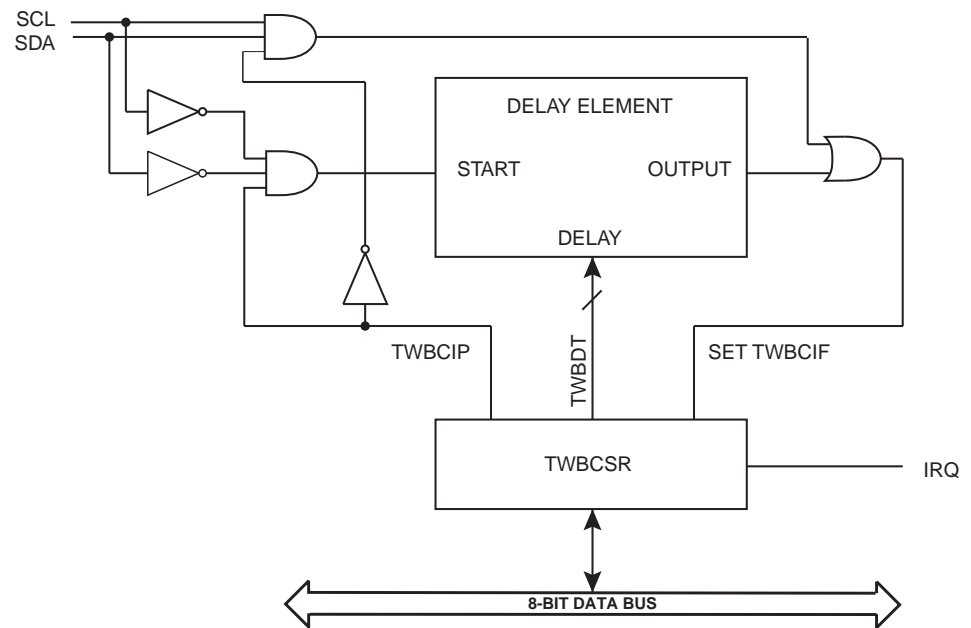 SCL
SDA
DELAY ELEMENT
START
OUTPUT
DELAY
TWBCIP
TWBDT
SET TWBCIF
TWBCSR
IRQ
8-BIT DATA BUS